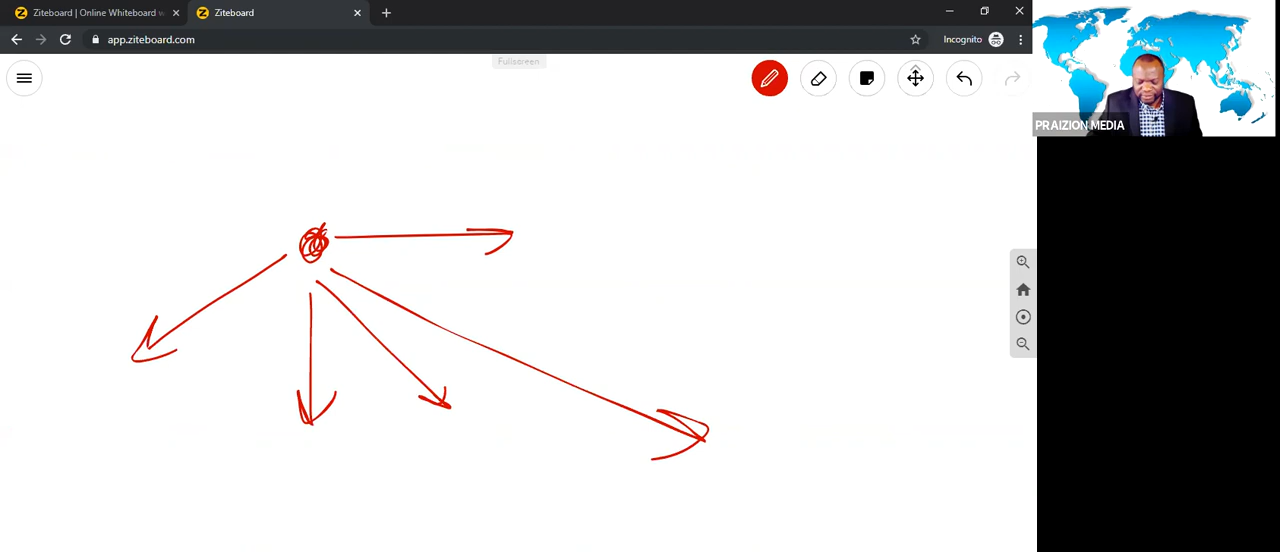 Ziteboard | Online Whiteboard w
Ziteboard
app.ziteboard.com
Incognito
Fullscreen
PRAIZION MEDIA